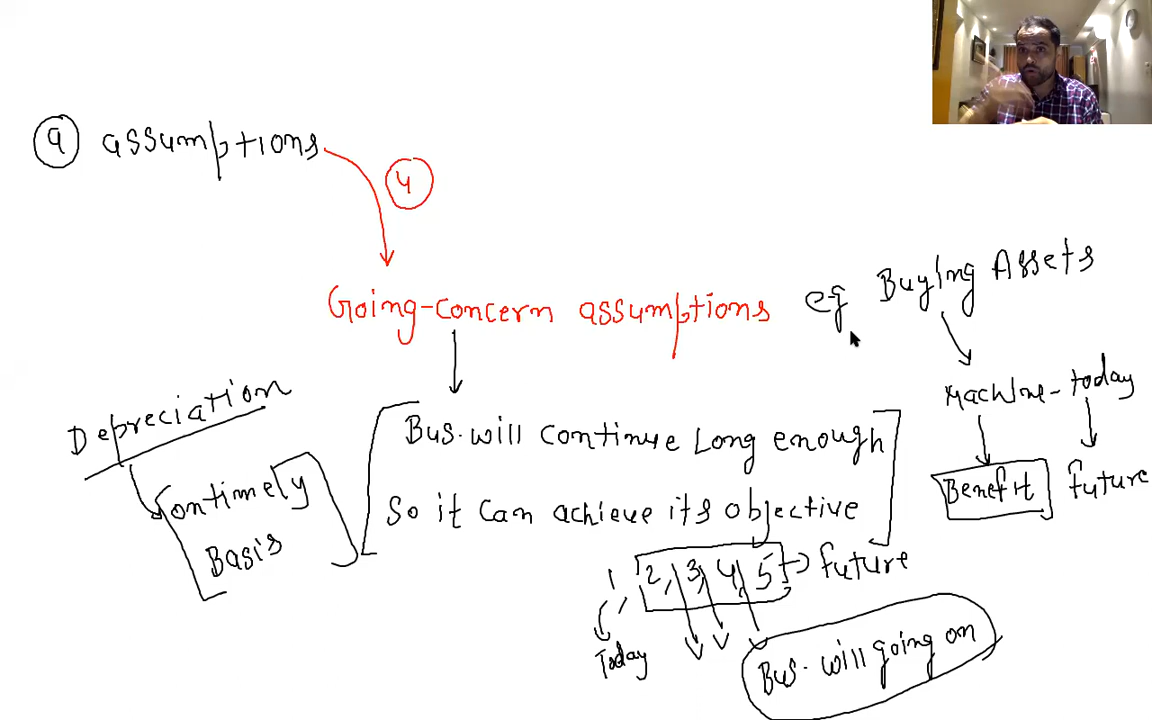 9 assumptions
4
Going-concern assumptions
eg Buying Assets
Machine - today
Benefit future
Depreciation
Contimely
Basis
Bus. will continue Long enough
So it can achieve its objective
1 2, 3, 4, 5 → future
Today
Bus. will going on